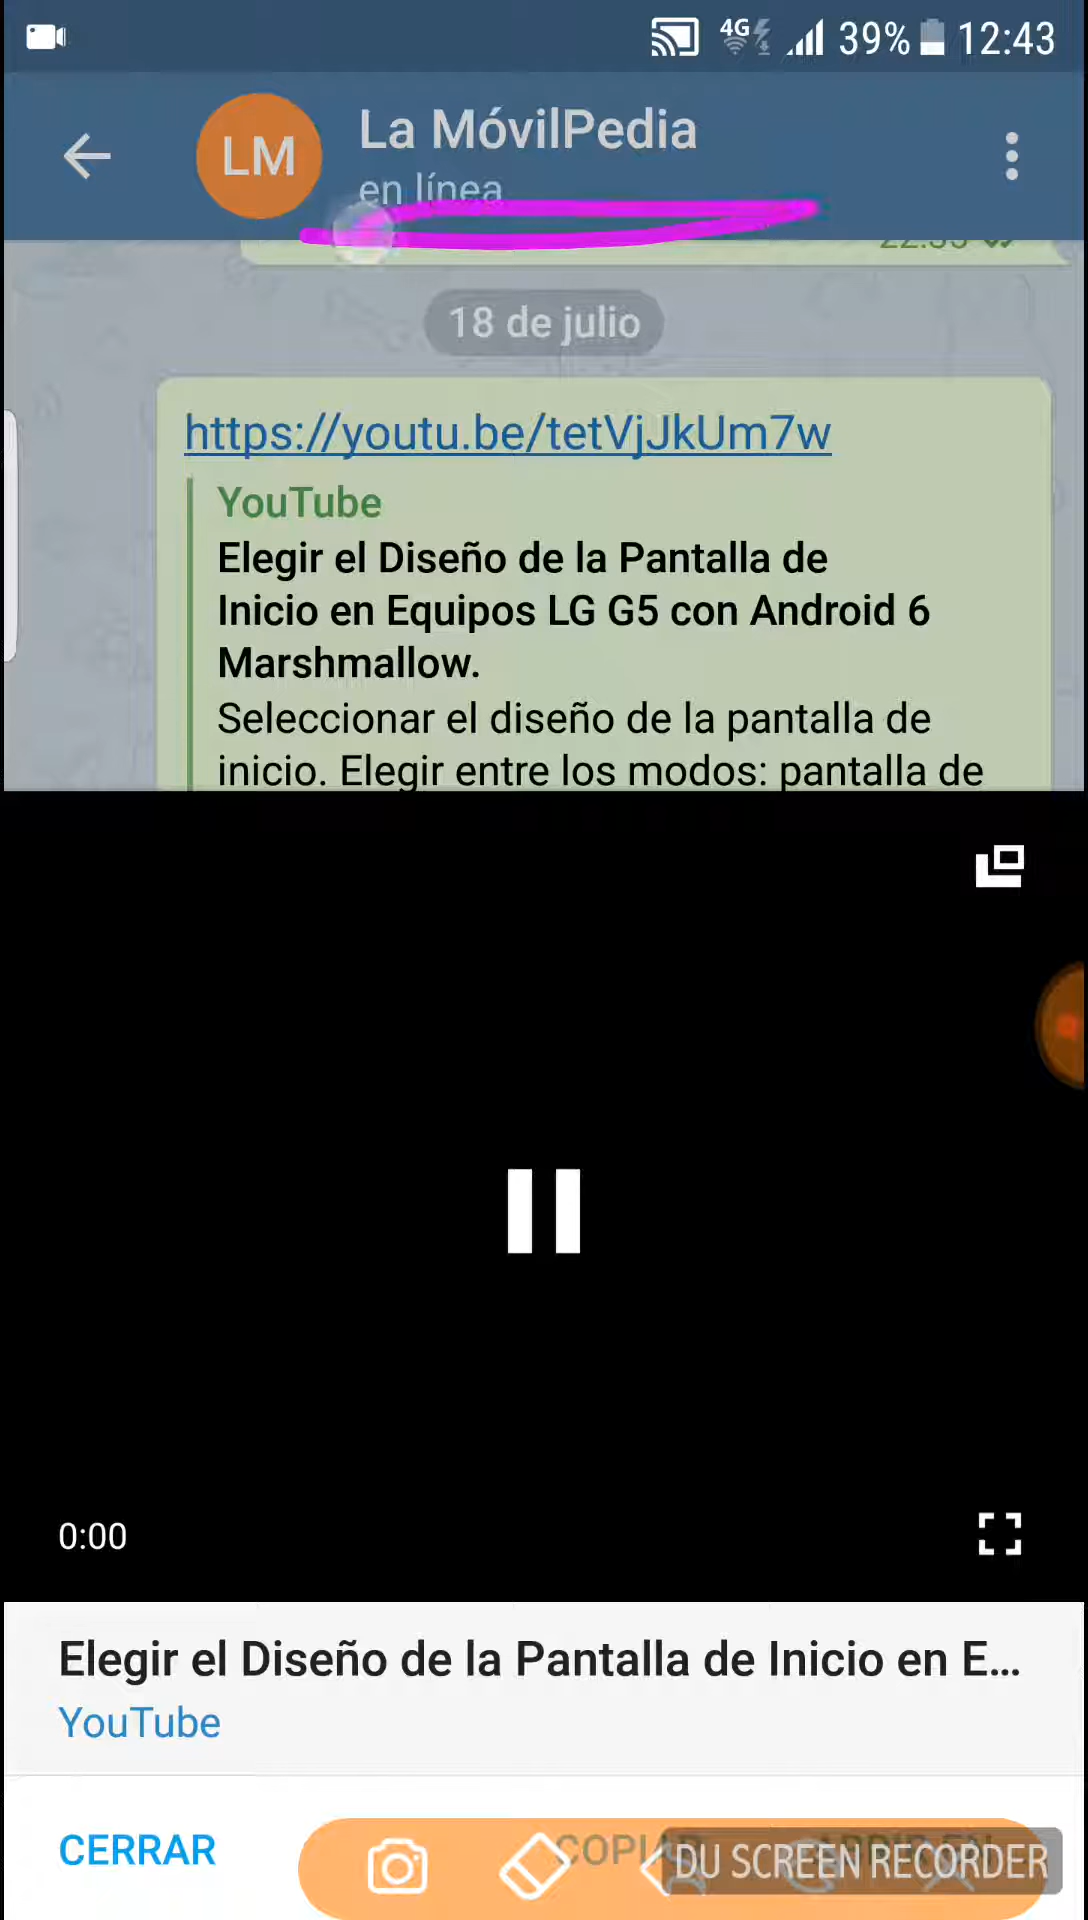 4G 39% 12:43
LM
La MóvilPedia
en línea
18 de julio
https://youtu.be/tetVjJkUm7w
YouTube
Elegir el Diseño de la Pantalla de
Inicio en Equipos LG G5 con Android 6
Marshmallow.
Seleccionar el diseño de la pantalla de
inicio. Elegir entre los modos: pantalla de
0:00
Elegir el Diseño de la Pantalla de Inicio en E...
YouTube
CERRAR COPIAR
DU SCREEN RECORDER